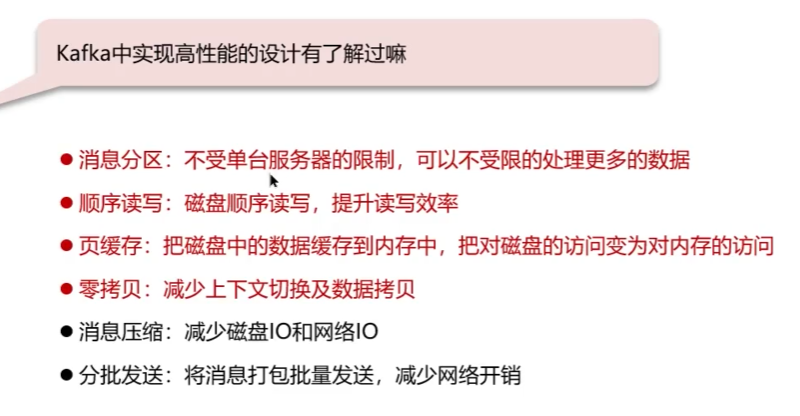 Kafka中实现高性能的设计有了解过嘛
● 消息分区：不受单台服务器的限制，可以不受限的处理更多的数据
● 顺序读写：磁盘顺序读写，提升读写效率
● 页缓存：把磁盘中的数据缓存到内存中，把对磁盘的访问变为对内存的访问
● 零拷贝：减少上下文切换及数据拷贝
● 消息压缩：减少磁盘IO和网络IO
● 分批发送：将消息打包批量发送，减少网络开销